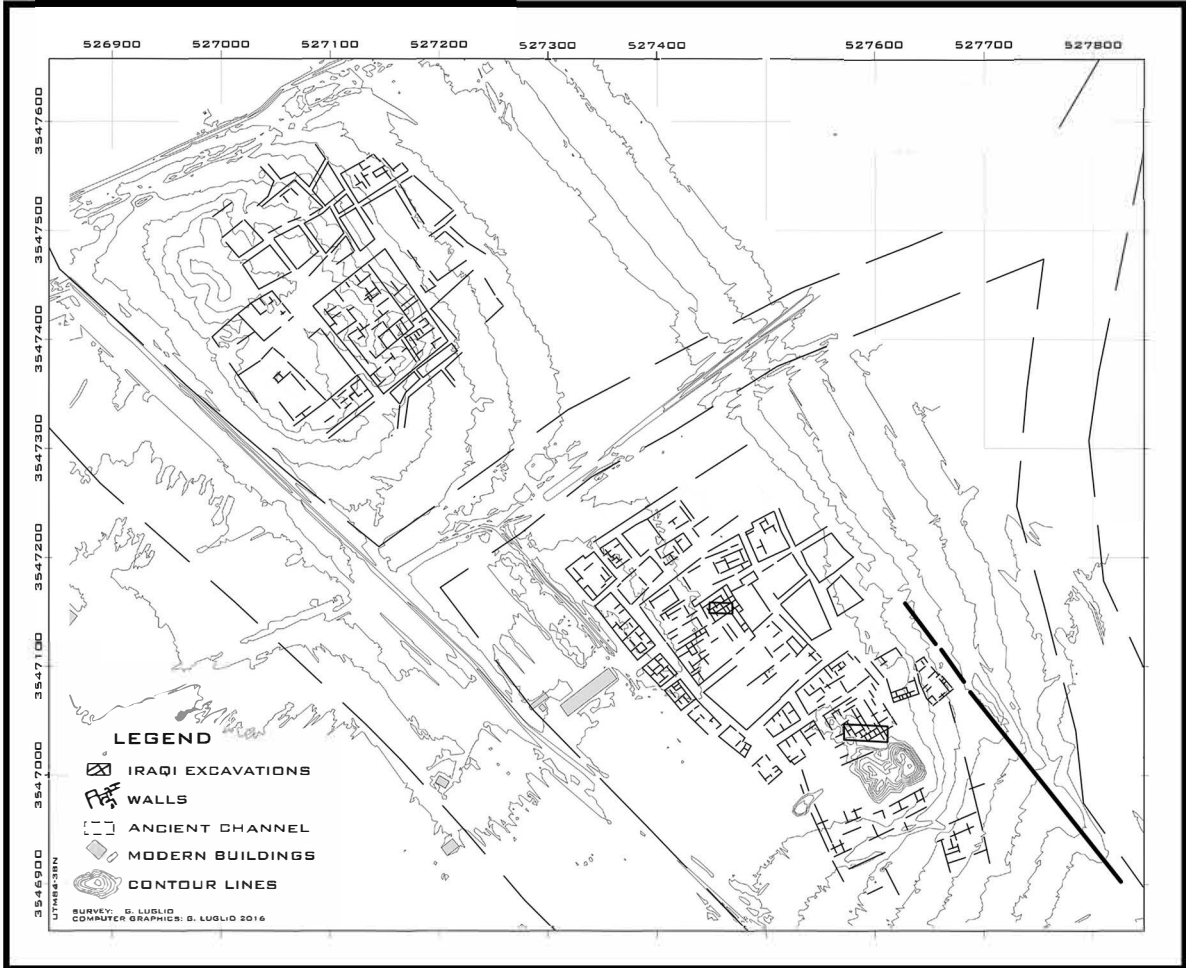 526900 527000 527100 527200 527300 527400 527600 527700 527800
3547600
3547500
3547400
3547300
3547200
3547100
3547000
3546900
LEGEND
IRAQI EXCAVATIONS
WALLS
ANCIENT CHANNEL
MODERN BUILDINGS
CONTOUR LINES
UTM84-38N
SURVEY: G. LUGLIO
COMPUTER GRAPHICS: G. LUGLIO 2016